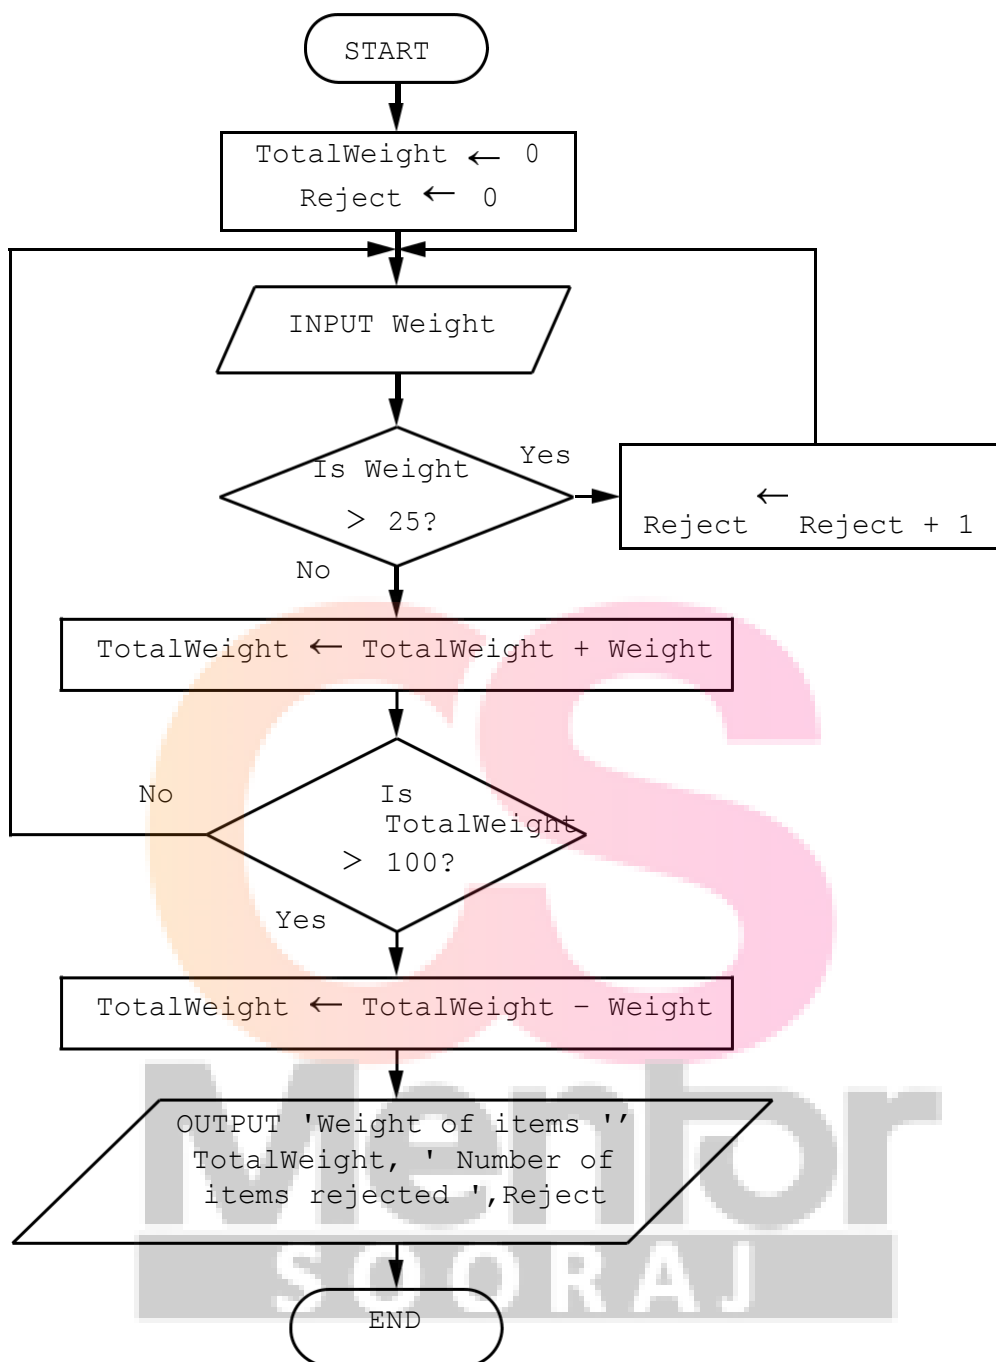 START
TotalWeight ← 0
Reject ← 0
INPUT Weight
Is Weight
> 25?
Yes
←
Reject Reject + 1
No
TotalWeight ← TotalWeight + Weight
No
Is
TotalWeight
> 100?
Yes
TotalWeight ← TotalWeight – Weight
OUTPUT 'Weight of items '’
TotalWeight, ' Number of
items rejected ',Reject
END
CS
Mentor
SOORAJ